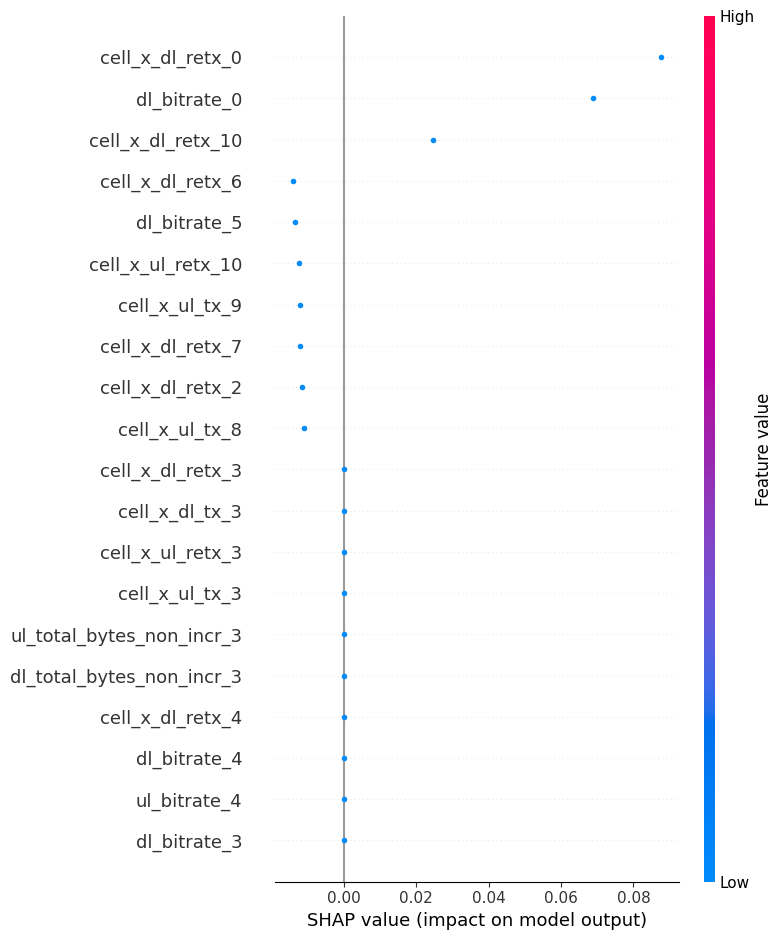 High
cell_x_dl_retx_0
dl_bitrate_0
cell_x_dl_retx_10
cell_x_dl_retx_6
dl_bitrate_5
cell_x_ul_retx_10
cell_x_ul_tx_9
cell_x_dl_retx_7
cell_x_dl_retx_2
cell_x_ul_tx_8
cell_x_dl_retx_3
cell_x_dl_tx_3
cell_x_ul_retx_3
cell_x_ul_tx_3
ul_total_bytes_non_incr_3
dl_total_bytes_non_incr_3
cell_x_dl_retx_4
dl_bitrate_4
ul_bitrate_4
dl_bitrate_3
Feature value
Low
0.00 0.02 0.04 0.06 0.08
SHAP value (impact on model output)